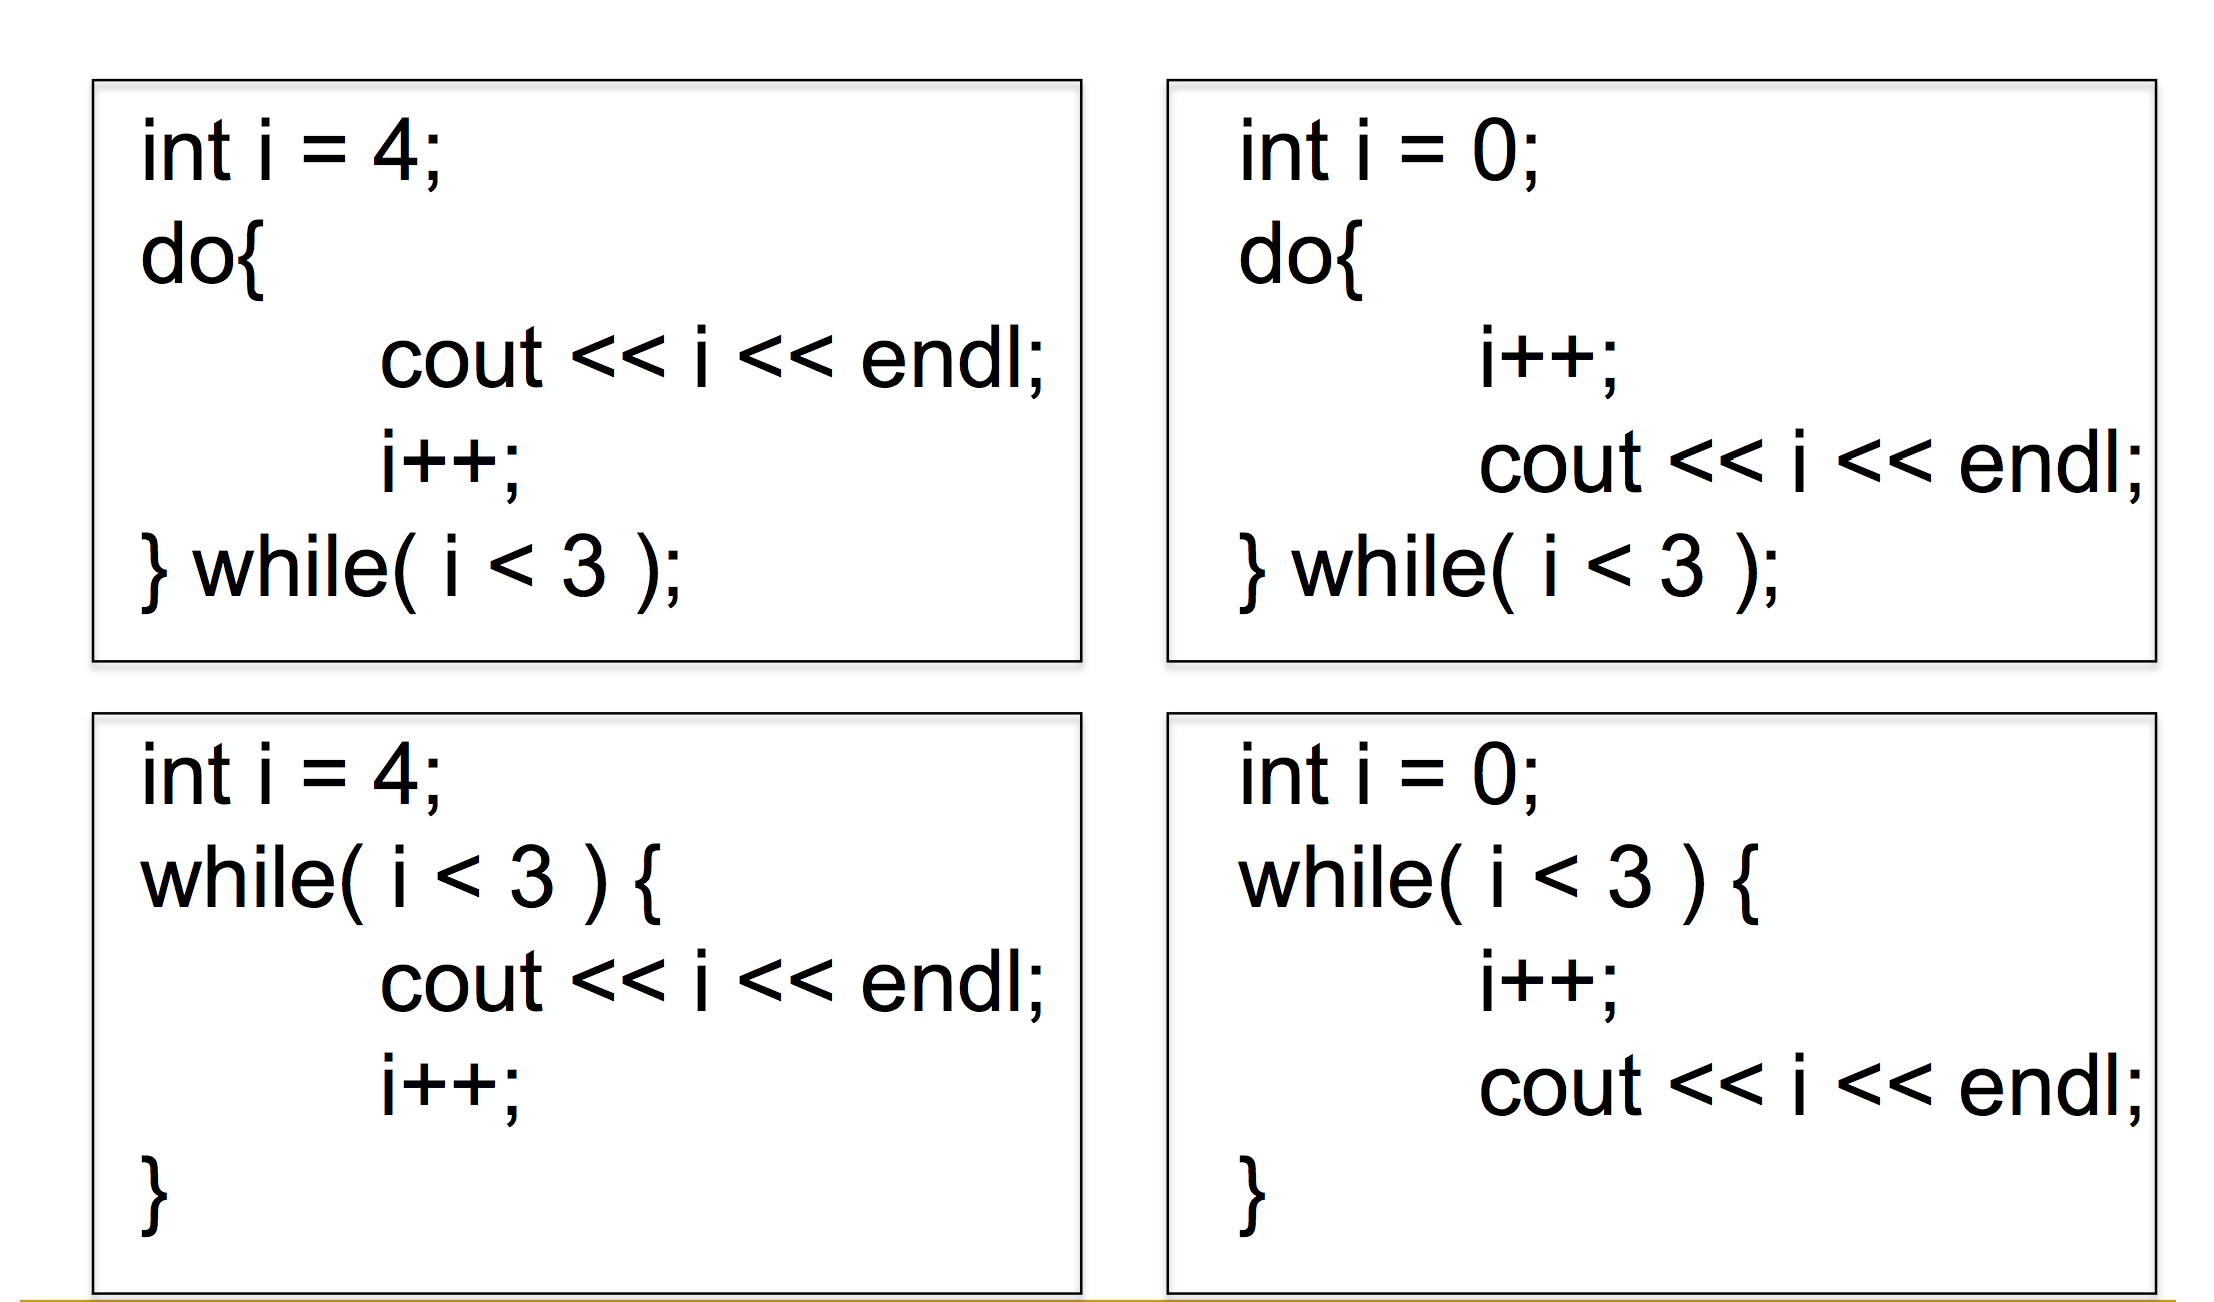 int i = 4;
do{
cout << i << endl;
i++;
} while( i < 3 );
int i = 0;
do{
i++;
cout << i << endl;
} while( i < 3 );
int i = 4;
while( i < 3 ) {
cout << i << endl;
i++;
}
int i = 0;
while( i < 3 ) {
i++;
cout << i << endl;
}